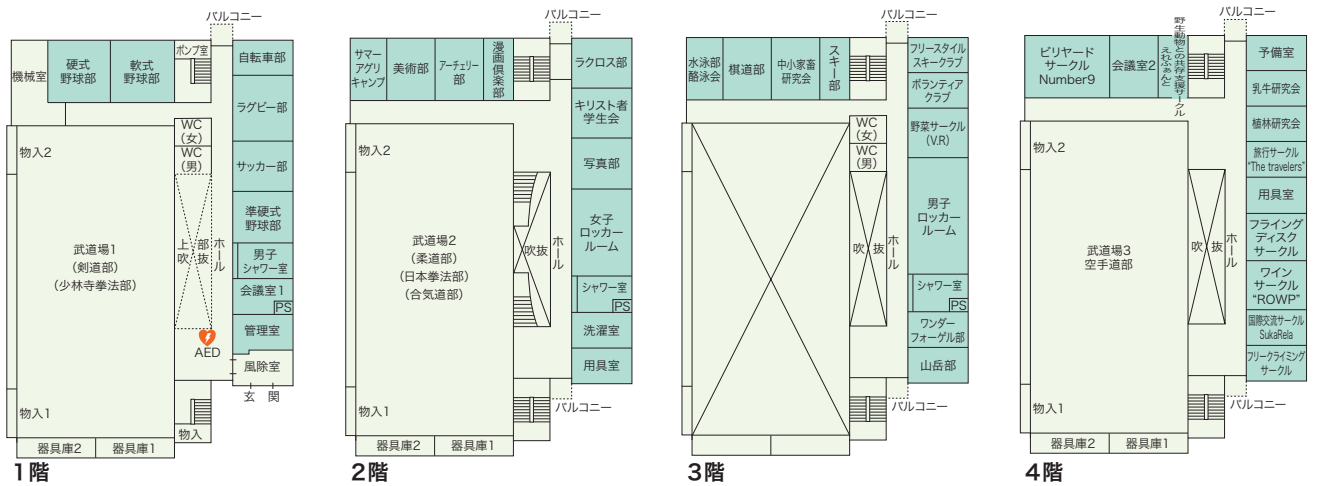 バルコニー
機械室
硬式
野球部
軟式
野球部
ポンプ室
自転車部
ラグビー部
WC
(女)
WC
(男)
物入2
サッカー部
準硬式
野球部
武道場1
(剣道部)
(少林寺拳法部)
上部
吹抜
ホール
男子
シャワー室
会議室1
PS
管理室
AED
風除室
玄関
物入1
物入
器具庫2
器具庫1
1階
バルコニー
サマー
アグリ
キャンプ
美術部
アーチェリー
部
漫画倶楽部
ラクロス部
キリスト者
学生会
物入2
写真部
女子
ロッカー
ルーム
武道場2
(柔道部)
(日本拳法部)
(合気道部)
吹抜
ホール
シャワー室
PS
洗濯室
用具室
バルコニー
物入1
器具庫2
器具庫1
2階
バルコニー
水泳部
酪泳会
棋道部
中小家畜
研究会
スキー部
フリースタイル
スキークラブ
ボランティア
クラブ
WC
(女)
WC
(男)
野菜サークル
(V.R)
男子
ロッカー
ルーム
吹抜
ホール
シャワー室
PS
ワンダー
フォーゲル部
山岳部
バルコニー
3階
バルコニー
ビリヤード
サークル
Number9
会議室2
野生動物との共存支援サークル
えれふぁんと
予備室
乳牛研究会
植林研究会
物入2
旅行サークル
“The travelers”
用具室
フライング
ディスク
サークル
武道場3
空手道部
吹抜
ホール
ワイン
サークル
“ROWP”
国際交流サークル
SukaRela
フリークライミング
サークル
バルコニー
物入1
器具庫2
器具庫1
4階